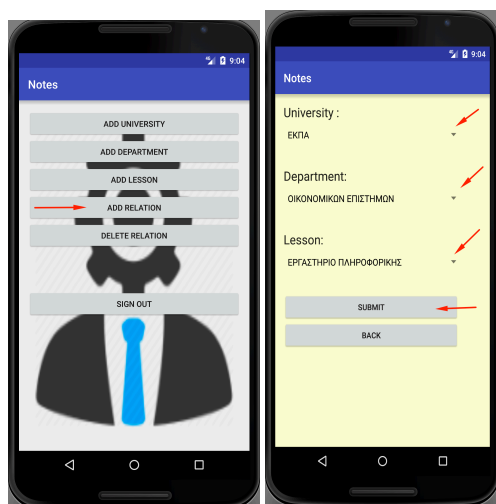 9:04
Notes
ADD UNIVERSITY
ADD DEPARTMENT
ADD LESSON
ADD RELATION
DELETE RELATION
SIGN OUT
9:04
Notes
University :
ΕΚΠΑ
Department:
ΟΙΚΟΝΟΜΙΚΩΝ ΕΠΙΣΤΗΜΩΝ
Lesson:
ΕΡΓΑΣΤΗΡΙΟ ΠΛΗΡΟΦΟΡΙΚΗΣ
SUBMIT
BACK